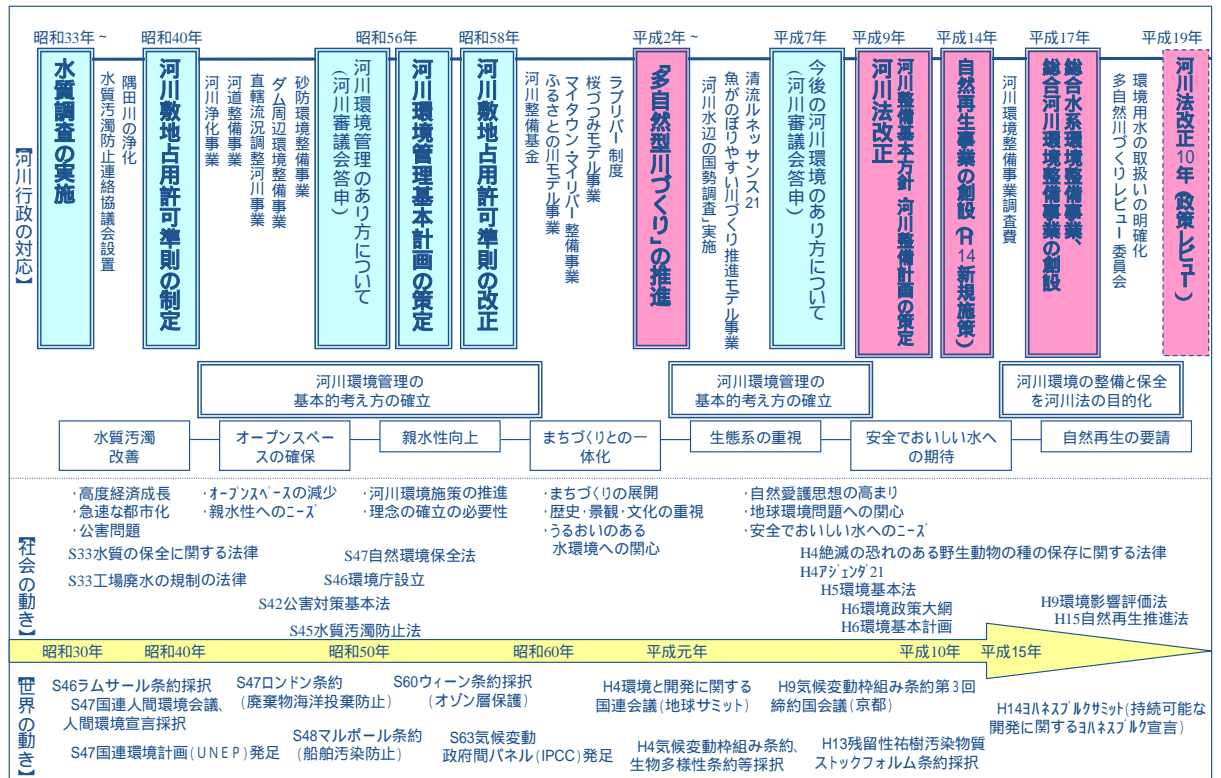 昭和33年~
昭和40年
昭和56年
昭和58年
平成2年~
平成7年
平成9年
平成14年
平成17年
平成19年
【河川行政の対応】
水質調査の実施
水質汚濁防止連絡協議会設置
隅田川の浄化
河川敷地占用許可準則の制定
河川浄化事業
河道整備事業
直轄流況調整河川事業
ダム周辺環境整備事業
砂防環境整備事業
河川環境管理のあり方について
(河川審議会答申)
河川環境管理基本計画の策定
河川敷地占用許可準則の改正
河川整備基金
ふるさとの川モデル事業
マイタウン・マイリバー整備事業
桜づつみモデル事業
ラブリバー制度
「多自然型川づくり」の推進
「河川水辺の国勢調査」実施
魚がのぼりやすい川づくり推進モデル事業
清流ルネッサンス21
今後の河川環境のあり方について
(河川審議会答申)
河川法改正
河川整備基本方針・河川整備計画の策定
自然再生事業の創設(H14新規施策)
河川環境整備事業調査費
総合水系環境整備事業、
総合河川環境整備事業の創設
多自然川づくりレビュー委員会
環境用水の取扱いの明確化
河川法改正10年(政策レビュー)
河川環境管理の
基本的考え方の確立
河川環境管理の
基本的考え方の確立
河川環境の整備と保全
を河川法の目的化
水質汚濁
改善
オープンスペー
スの確保
親水性向上
まちづくりとの一
体化
生態系の重視
安全でおいしい水へ
の期待
自然再生の要請
【社会の動き】
・高度経済成長
・急速な都市化
・公害問題
・オープンスペースの減少
・親水性へのニーズ
・河川環境施策の推進
・理念の確立の必要性
・まちづくりの展開
・歴史・景観・文化の重視
・うるおいのある
水環境への関心
・自然愛護思想の高まり
・地球環境問題への関心
・安全でおいしい水へのニーズ
S33水質の保全に関する法律
S33工場廃水の規制の法律
S47自然環境保全法
S46環境庁設立
S42公害対策基本法
S45水質汚濁防止法
H4絶滅の恐れのある野生動物の種の保存に関する法律
H4アジェンダ21
H5環境基本法
H6環境政策大綱
H6環境基本計画
H9環境影響評価法
H15自然再生推進法
昭和30年
昭和40年
昭和50年
昭和60年
平成元年
平成10年
平成15年
【世界の動き】
S46ラムサール条約採択
S47国連人間環境会議、
人間環境宣言採択
S47国連環境計画(UNEP)発足
S47ロンドン条約
(廃棄物海洋投棄防止)
S48マルポール条約
(船舶汚染防止)
S60ウィーン条約採択
(オゾン層保護)
S63気候変動
政府間パネル(IPCC)発足
H4環境と開発に関する
国連会議(地球サミット)
H4気候変動枠組み条約、
生物多様性条約等採択
H9気候変動枠組み条約第3回
締約国会議(京都)
H13残留性祐樹汚染物質
ストックフォルム条約採択
H14ヨハネスブルクサミット(持続可能な
開発に関するヨハネスブルク宣言)